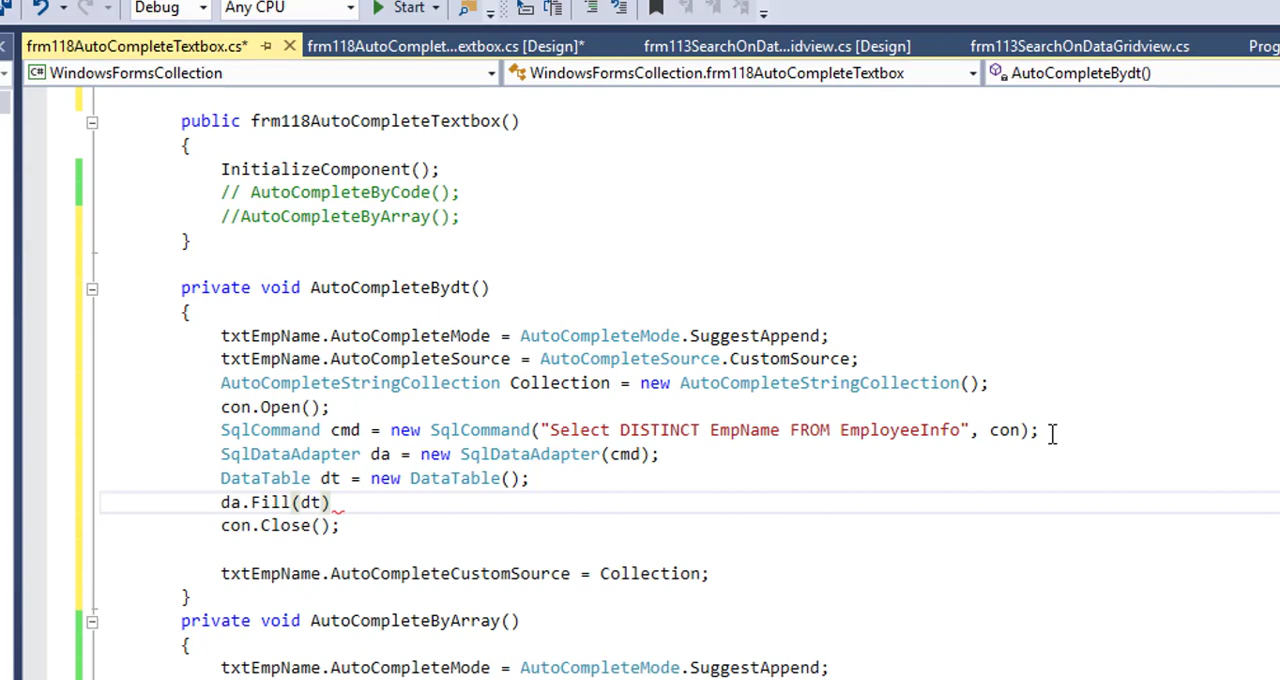 Debug Any CPU Start
frm118AutoCompleteTextbox.cs* frm118AutoComplet...extbox.cs [Design]* frm113SearchOnDat...idview.cs [Design] frm113SearchOnDataGridview.cs Prog
C# WindowsFormsCollection WindowsFormsCollection.frm118AutoCompleteTextbox AutoCompleteBydt()
public frm118AutoCompleteTextbox()
{
InitializeComponent();
// AutoCompleteByCode();
//AutoCompleteByArray();
}
private void AutoCompleteBydt()
{
txtEmpName.AutoCompleteMode = AutoCompleteMode.SuggestAppend;
txtEmpName.AutoCompleteSource = AutoCompleteSource.CustomSource;
AutoCompleteStringCollection Collection = new AutoCompleteStringCollection();
con.Open();
SqlCommand cmd = new SqlCommand("Select DISTINCT EmpName FROM EmployeeInfo", con);
SqlDataAdapter da = new SqlDataAdapter(cmd);
DataTable dt = new DataTable();
da.Fill(dt)
con.Close();
txtEmpName.AutoCompleteCustomSource = Collection;
}
private void AutoCompleteByArray()
{
txtEmpName.AutoCompleteMode = AutoCompleteMode.SuggestAppend;